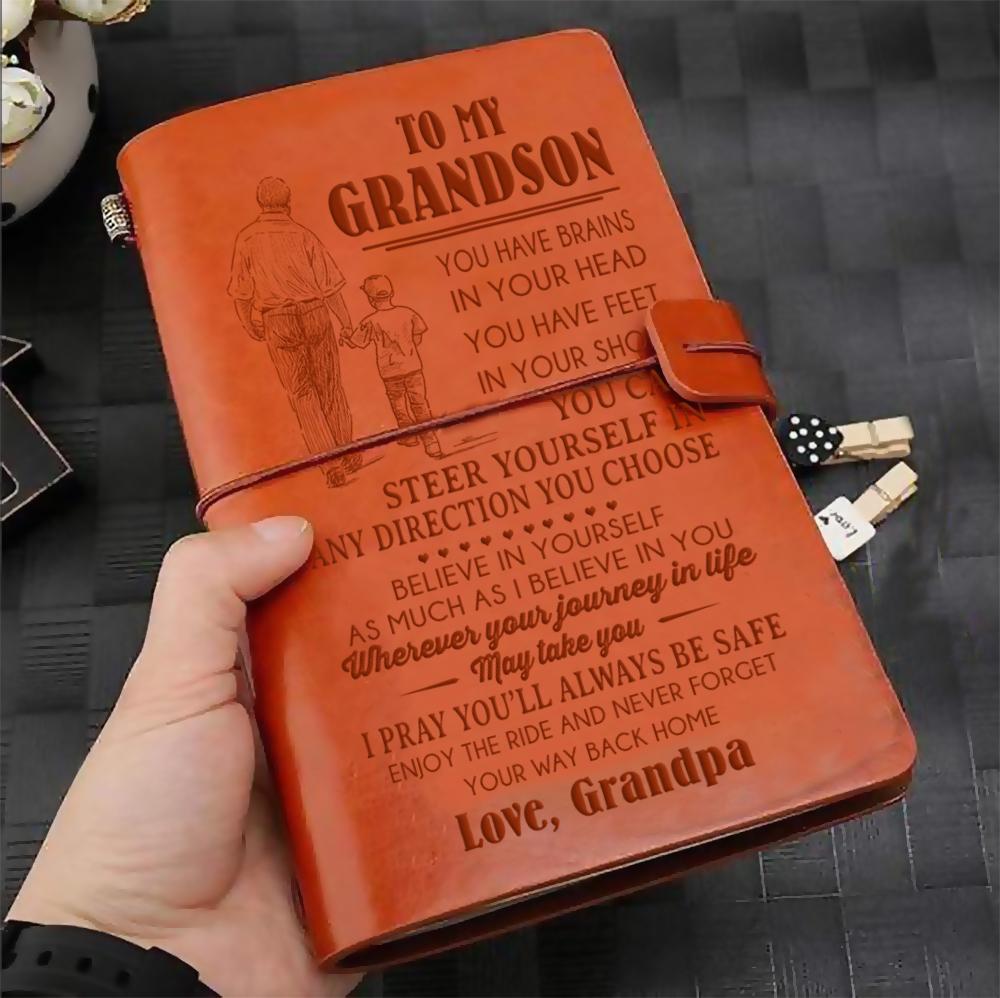 TO MY
GRANDSON
YOU HAVE BRAINS
IN YOUR HEAD
YOU HAVE FEET
IN YOUR SHO
YOU CA
STEER YOURSELF IN
ANY DIRECTION YOU CHOOSE
BELIEVE IN YOURSELF
AS MUCH AS I BELIEVE IN YOU
Wherever your journey in life
May take you
I PRAY YOU'LL ALWAYS BE SAFE
ENJOY THE RIDE AND NEVER FORGET
YOUR WAY BACK HOME
Love, Grandpa